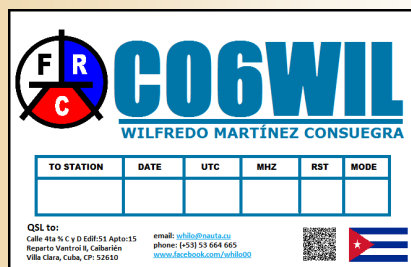 F R
C
CO6WIL
WILFREDO MARTÍNEZ CONSUEGRA
TO STATION DATE UTC MHZ RST MODE
QSL to:
Calle 4ta % C y D Edif:51 Apto:15
Reparto Vantroi II, Caibarién
Villa Clara, Cuba, CP: 52610
email: whilo@nauta.cu
phone: (+53) 53 664 665
www.facebook.com/whilo00